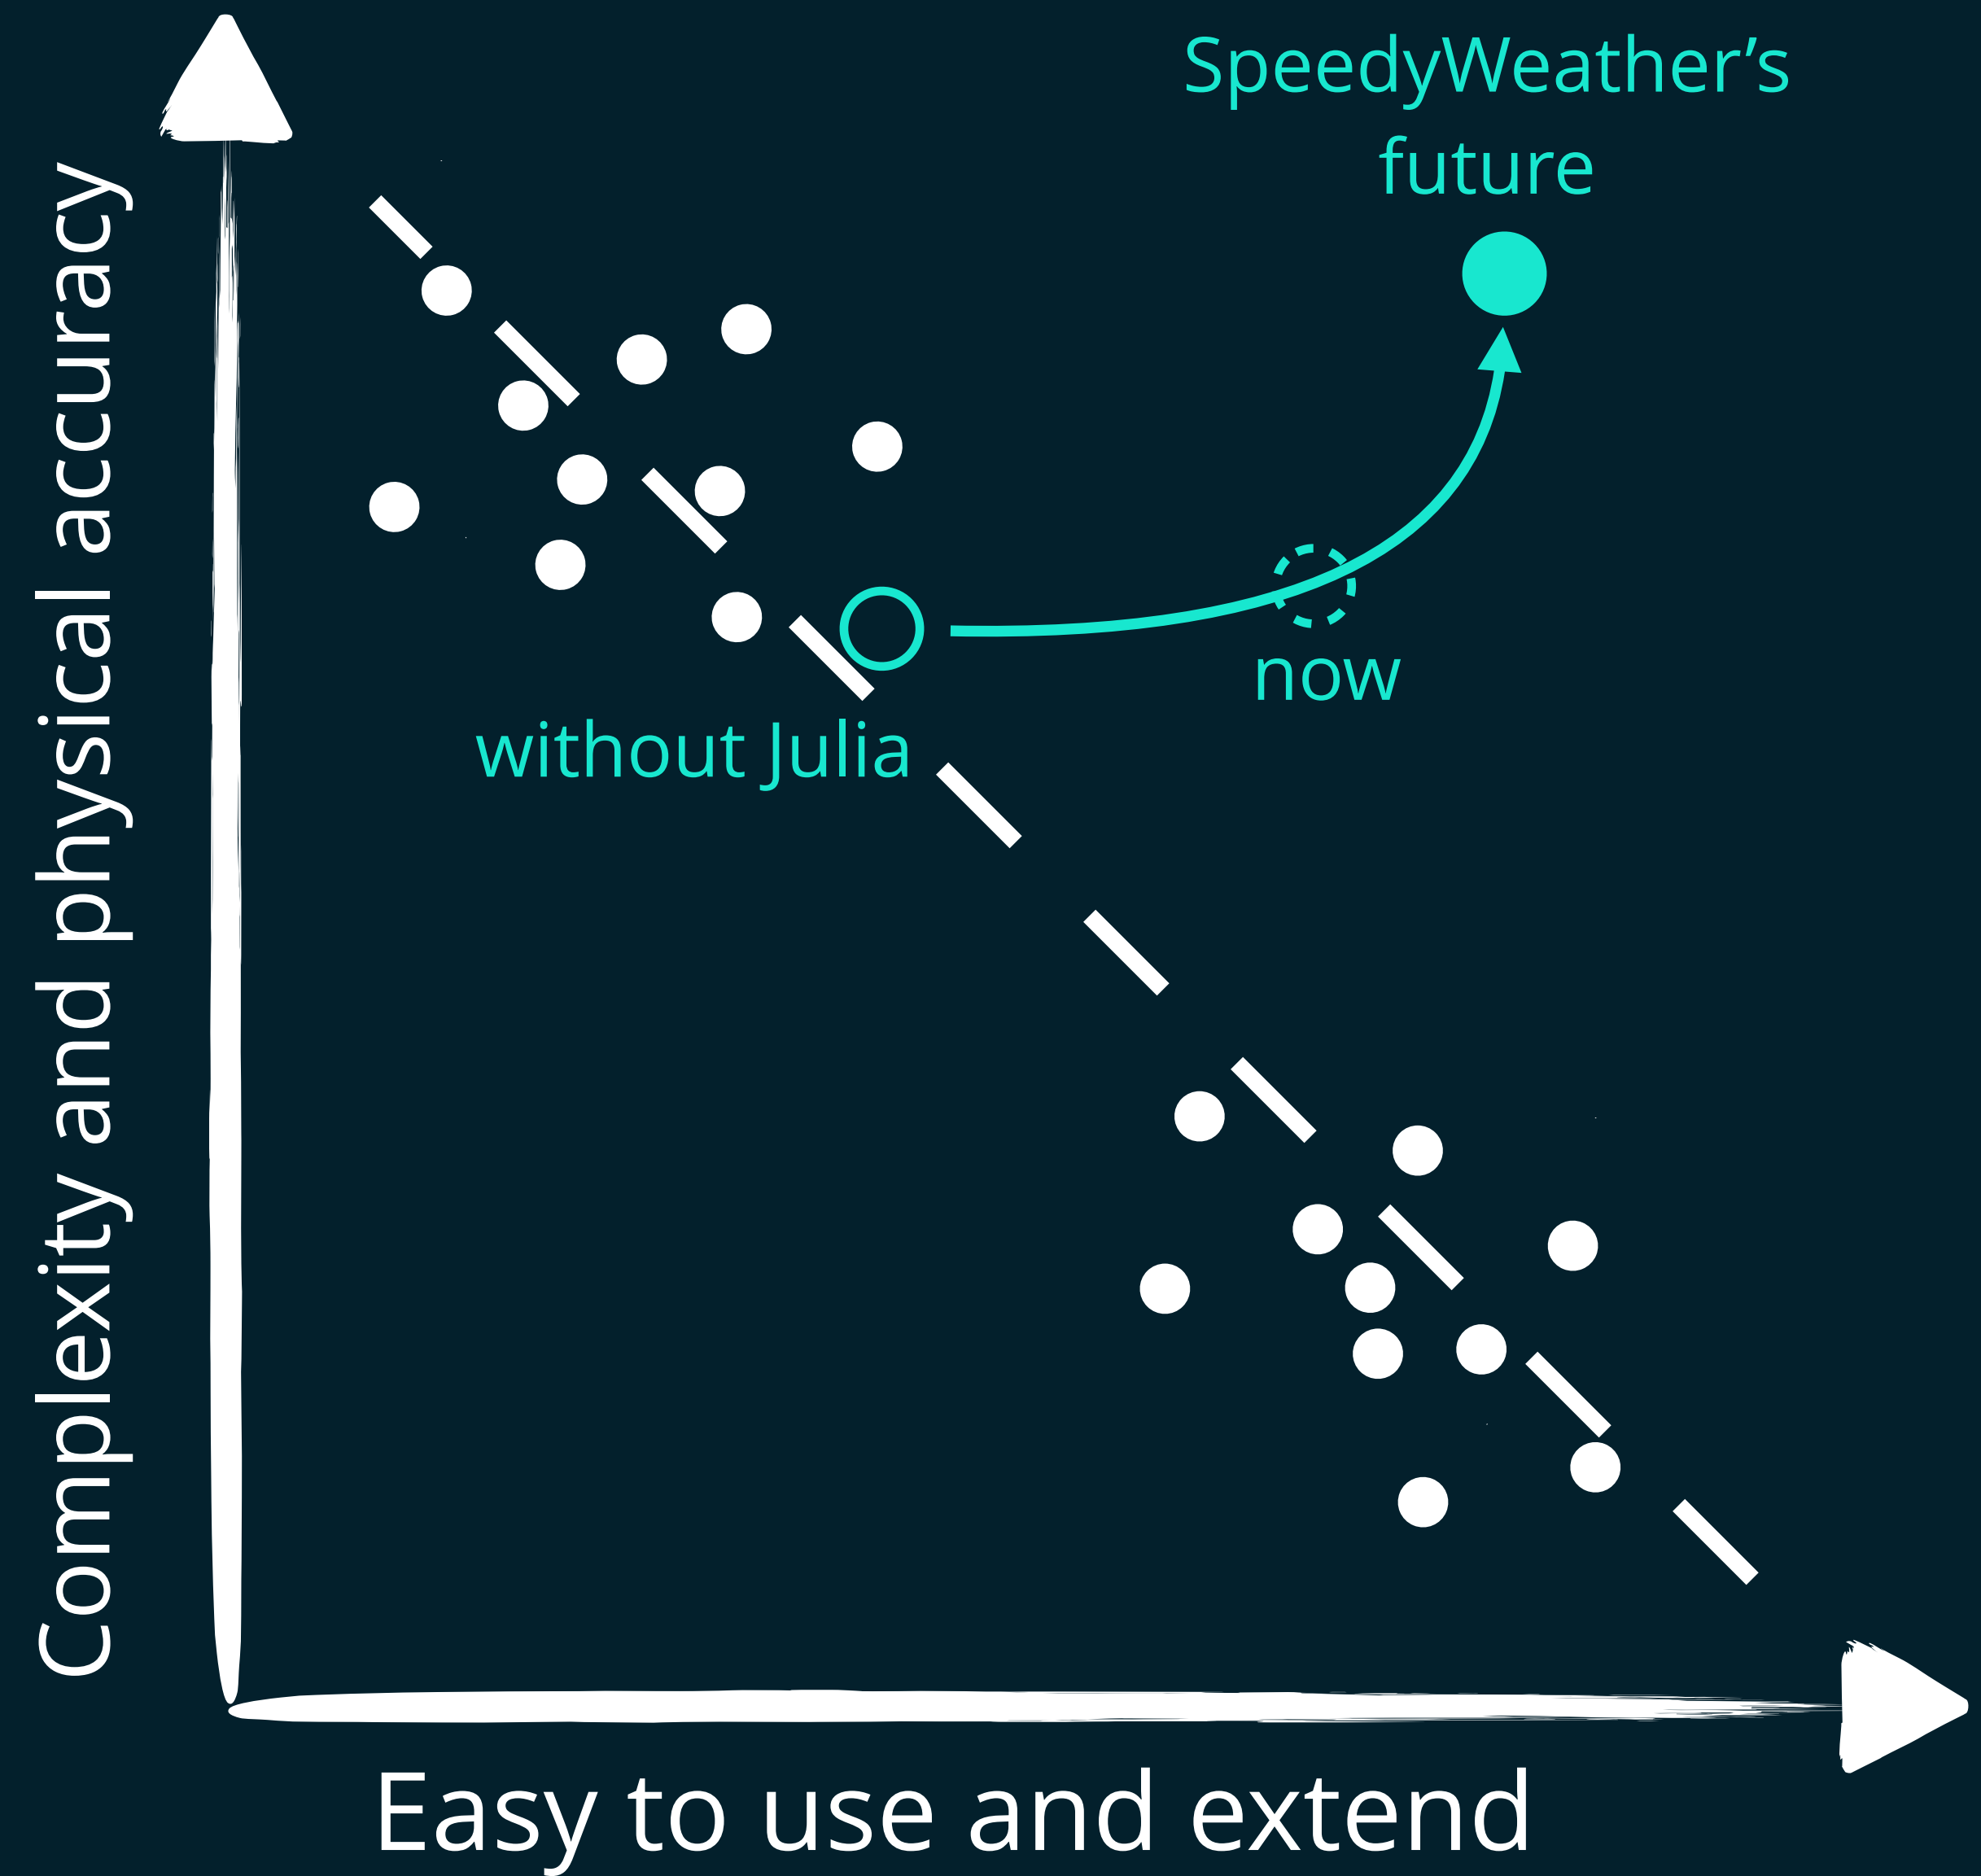 SpeedyWeather's
future
now
without Julia
Complexity and physical accuracy
Easy to use and extend